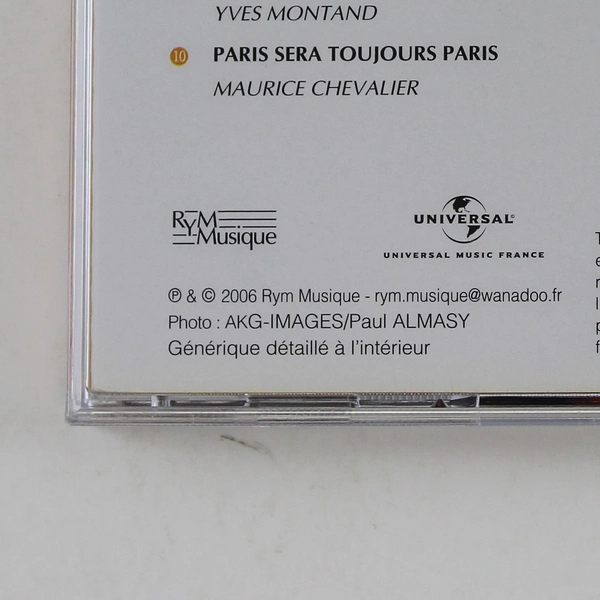 YVES MONTAND
10 PARIS SERA TOUJOURS PARIS
MAURICE CHEVALIER
RYM Musique
UNIVERSAL®
UNIVERSAL MUSIC FRANCE
℗ & © 2006 Rym Musique - rym.musique@wanadoo.fr
Photo : AKG-IMAGES/Paul ALMASY
Générique détaillé à l'intérieur